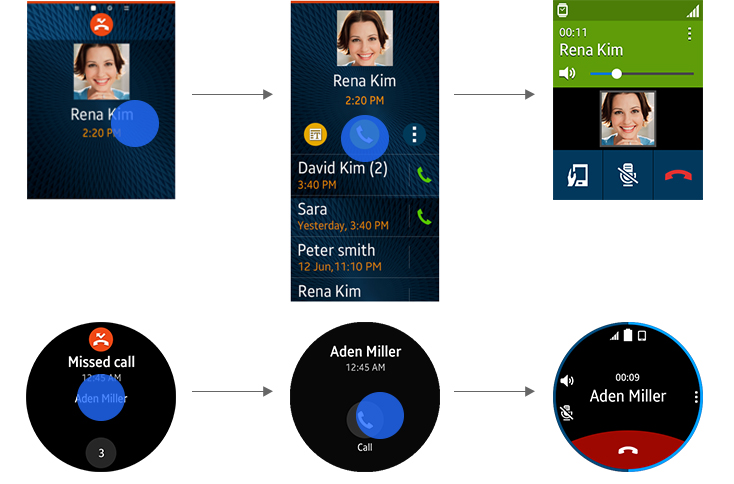 Rena Kim
2:20 PM
Rena Kim
2:20 PM
David Kim (2)
3:40 PM
Sara
Yesterday, 3:40 PM
Peter smith
12 Jun,11:10 PM
Rena Kim
00:11
Rena Kim
Missed call
12:45 AM
Aden Miller
3
Aden Miller
12:45 AM
Call
00:09
Aden Miller